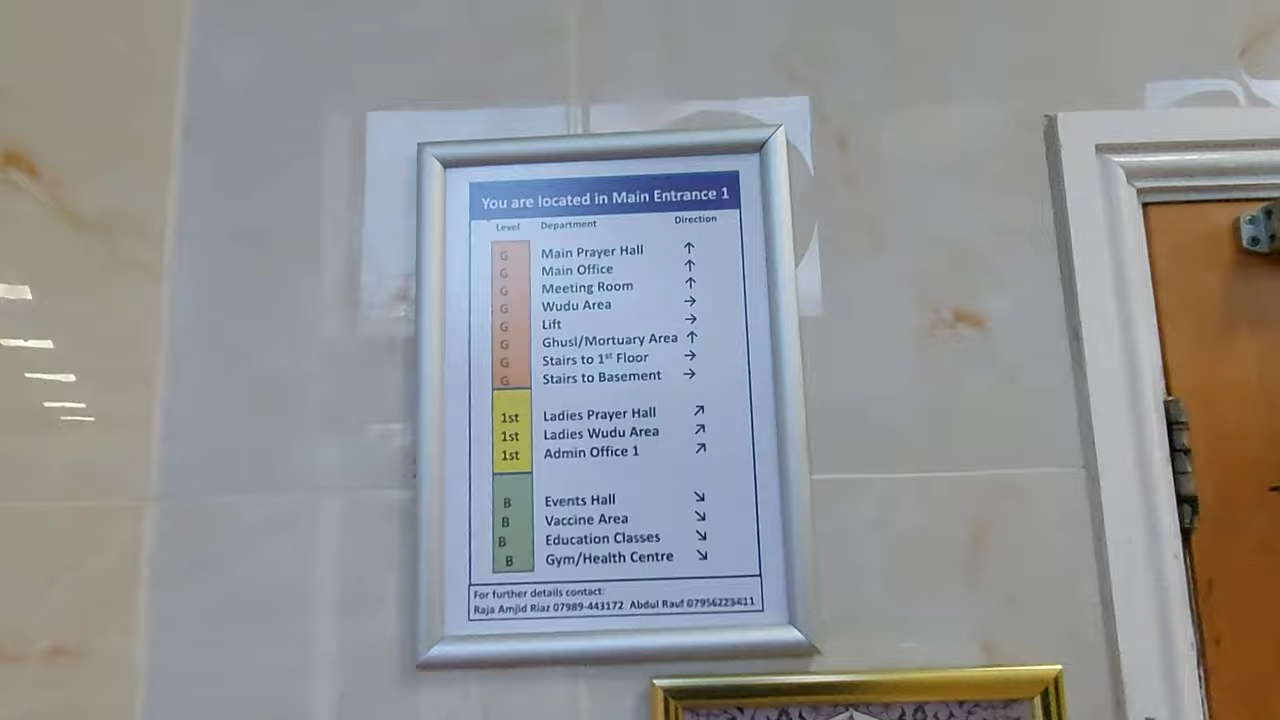 You are located in Main Entrance 1
Level Department Direction
G Main Prayer Hall ↑
G Main Office ↑
G Meeting Room ↑
G Wudu Area →
G Lift →
G Ghusl/Mortuary Area ↑
G Stairs to 1st Floor →
G Stairs to Basement →
1st Ladies Prayer Hall ↗
1st Ladies Wudu Area ↗
1st Admin Office 1 ↗
B Events Hall ↘
B Vaccine Area ↘
B Education Classes ↘
B Gym/Health Centre ↘
For further details contact:
Raja Amjid Riaz 07989-443172 Abdul Rauf 07956223411